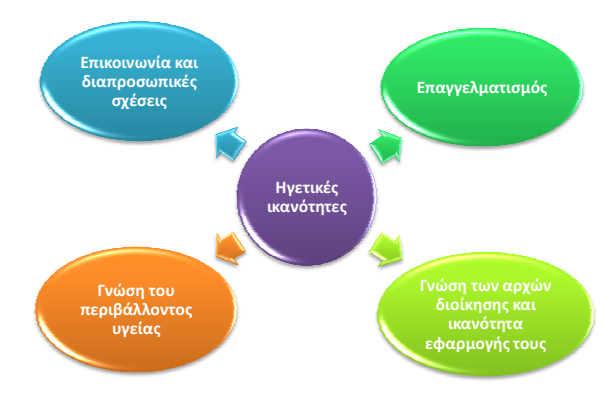 Επικοινωνία και
διαπροσωπικές
σχέσεις
Επαγγελματισμός
Ηγετικές
ικανότητες
Γνώση του
περιβάλλοντος
υγείας
Γνώση των αρχών
διοίκησης και
ικανότητα
εφαρμογής τους